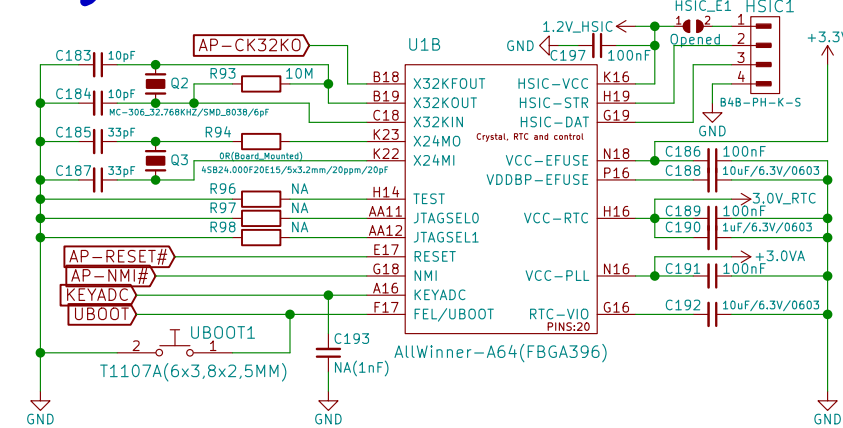 HSIC_E1
HSIC1
1.2V_HSIC
1
2
Opened
1
2
3
4
+3.3V
B4B-PH-K-S
GND
GND
C197
100nF
AP-CK32KO
U1B
C183
10pF
Q2
R93
10M
C184
10pF
MC-306_32.768KHZ/SMD_8038/6pF
C185
33pF
R94
Q3
0R(Board_Mounted)
C187
33pF
4SB24.000F20E15/5x3.2mm/20ppm/20pF
R96
NA
R97
NA
R98
NA
AP-RESET#
AP-NMI#
KEYADC
UBOOT
B18
X32KFOUT
B19
X32KOUT
C18
X32KIN
K23
X24MO
K22
X24MI
H14
TEST
AA11
JTAGSEL0
AA12
JTAGSEL1
E17
RESET
G18
NMI
A16
KEYADC
F17
FEL/UBOOT
HSIC-VCC
K16
HSIC-STR
H19
HSIC-DAT
G19
Crystal, RTC and control
VCC-EFUSE
N18
VDDBP-EFUSE
P16
VCC-RTC
H16
VCC-PLL
N16
RTC-VIO
G16
PINS:20
AllWinner-A64(FBGA396)
C186
100nF
C188
10uF/6.3V/0603
3.0V_RTC
C189
100nF
C190
1uF/6.3V/0603
+3.0VA
C191
100nF
C192
10uF/6.3V/0603
UBOOT1
2
1
T1107A(6x3,8x2,5MM)
C193
NA(1nF)
GND
GND
GND